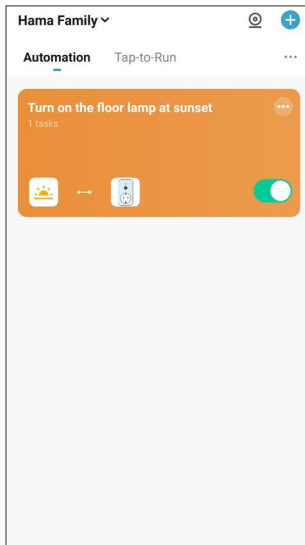 Hama Family
Automation Tap-to-Run
Turn on the floor lamp at sunset
1 tasks